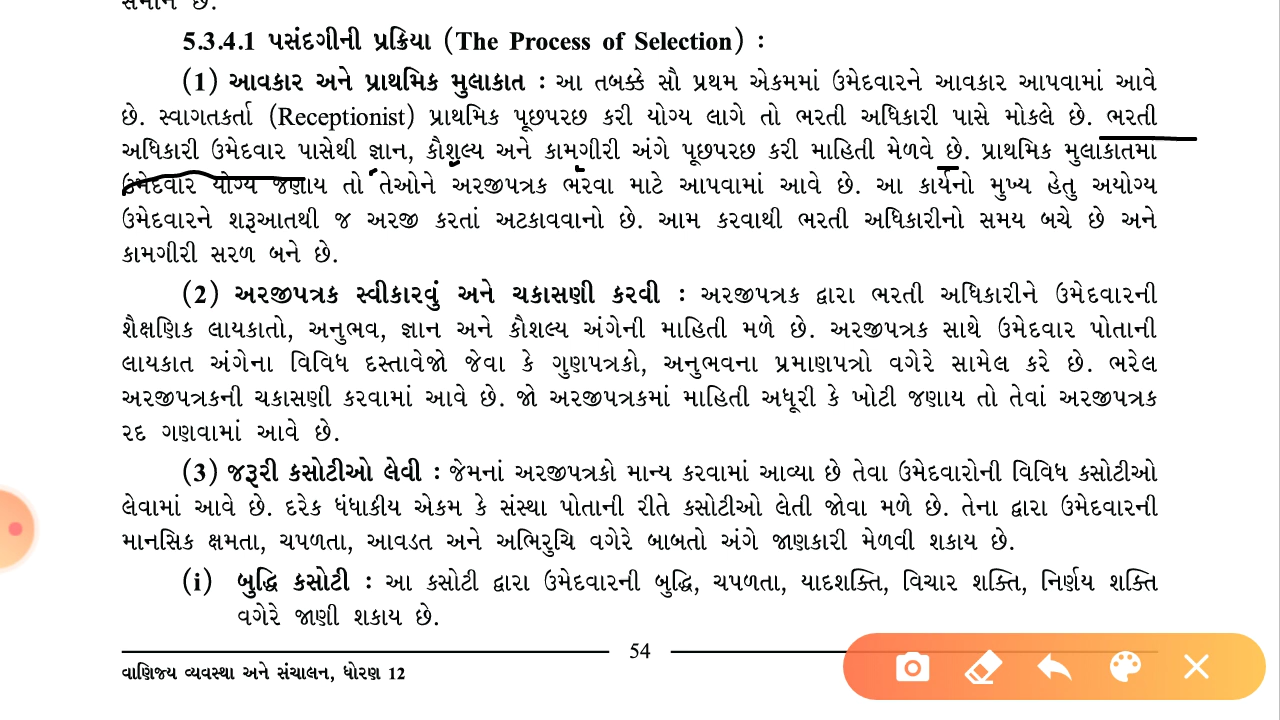 સમાન છે.
5.3.4.1 પસંદગીની પ્રક્રિયા (The Process of Selection) :
(1) આવકાર અને પ્રાથમિક મુલાકાત : આ તબક્કે સૌ પ્રથમ એકમમાં ઉમેદવારને આવકાર આપવામાં આવે
છે. સ્વાગતકર્તા (Receptionist) પ્રાથમિક પૂછપરછ કરી યોગ્ય લાગે તો ભરતી અધિકારી પાસે મોકલે છે. ભરતી
અધિકારી ઉમેદવાર પાસેથી જ્ઞાન, કૌશલ્ય અને કામગીરી અંગે પૂછપરછ કરી માહિતી મેળવે છે. પ્રાથમિક મુલાકાતમાં
ઉમેદવાર યોગ્ય જણાય તો તેઓને અરજીપત્રક ભરવા માટે આપવામાં આવે છે. આ કાર્યનો મુખ્ય હેતુ અયોગ્ય
ઉમેદવારને શરૂઆતથી જ અરજી કરતાં અટકાવવાનો છે. આમ કરવાથી ભરતી અધિકારીનો સમય બચે છે અને
કામગીરી સરળ બને છે.
(2) અરજીપત્રક સ્વીકારવું અને ચકાસણી કરવી : અરજીપત્રક દ્વારા ભરતી અધિકારીને ઉમેદવારની
શૈક્ષણિક લાયકાતો, અનુભવ, જ્ઞાન અને કૌશલ્ય અંગેની માહિતી મળે છે. અરજીપત્રક સાથે ઉમેદવાર પોતાની
લાયકાત અંગેના વિવિધ દસ્તાવેજો જેવા કે ગુણપત્રકો, અનુભવના પ્રમાણપત્રો વગેરે સામેલ કરે છે. ભરેલ
અરજીપત્રકની ચકાસણી કરવામાં આવે છે. જો અરજીપત્રકમાં માહિતી અધૂરી કે ખોટી જણાય તો તેવાં અરજીપત્રક
રદ ગણવામાં આવે છે.
(3) જરૂરી કસોટીઓ લેવી : જેમનાં અરજીપત્રકો માન્ય કરવામાં આવ્યા છે તેવા ઉમેદવારોની વિવિધ કસોટીઓ
લેવામાં આવે છે. દરેક ધંધાકીય એકમ કે સંસ્થા પોતાની રીતે કસોટીઓ લેતી જોવા મળે છે. તેના દ્વારા ઉમેદવારની
માનસિક ક્ષમતા, ચપળતા, આવડત અને અભિરુચિ વગેરે બાબતો અંગે જાણકારી મેળવી શકાય છે.
(i) બુદ્ધિ કસોટી : આ કસોટી દ્વારા ઉમેદવારની બુદ્ધિ, ચપળતા, યાદશક્તિ, વિચાર શક્તિ, નિર્ણય શક્તિ
વગેરે જાણી શકાય છે.
54
વાણિજ્ય વ્યવસ્થા અને સંચાલન, ધોરણ 12